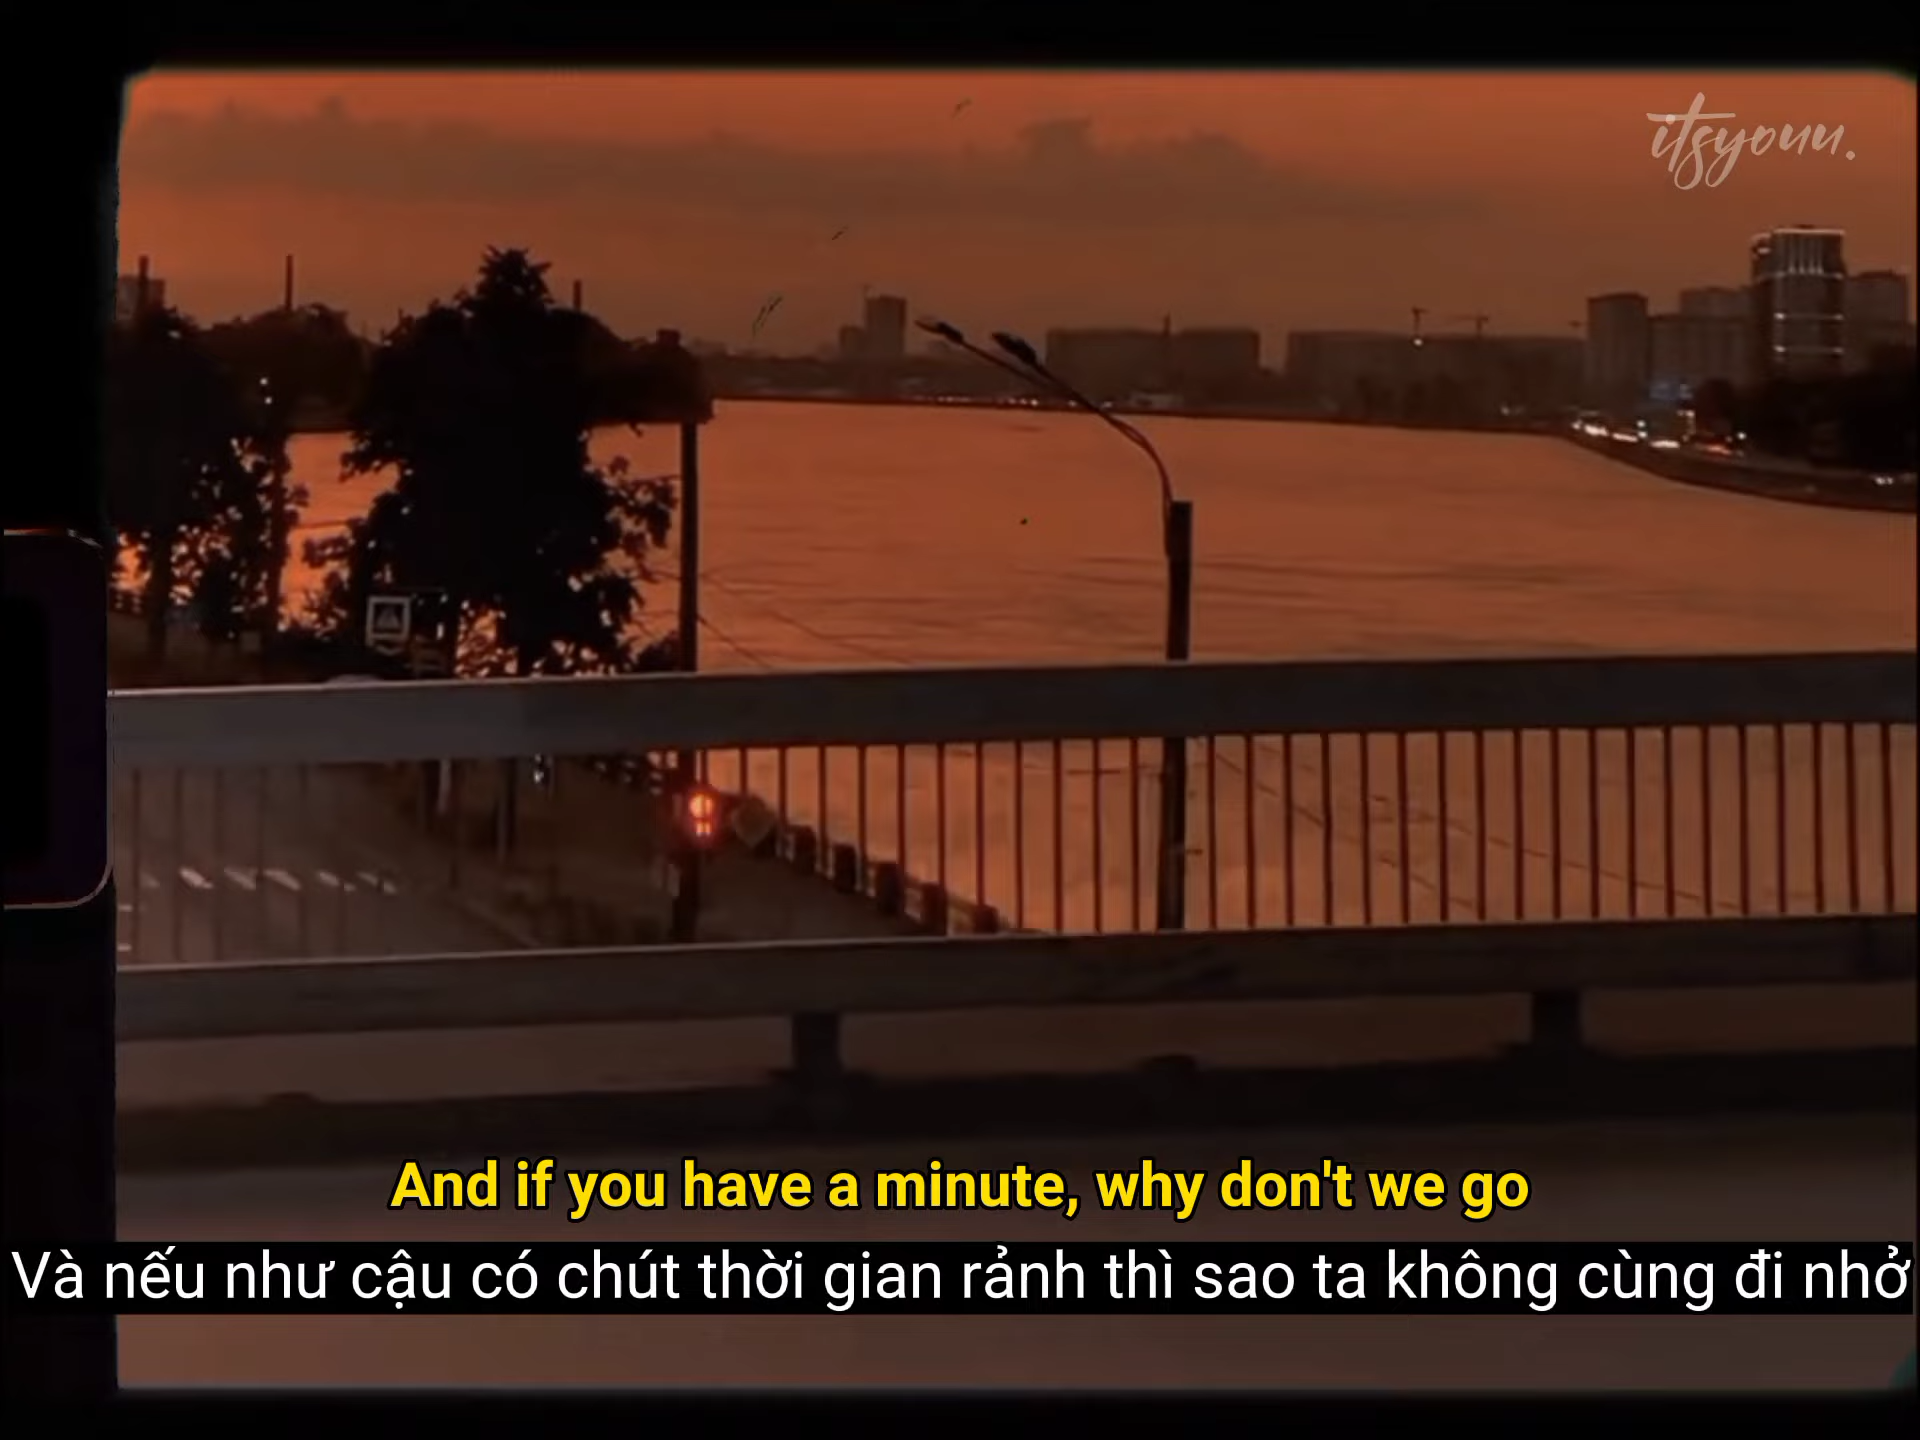 itsyouu.
And if you have a minute, why don't we go
Và nếu như cậu có chút thời gian rảnh thì sao ta không cùng đi nhở